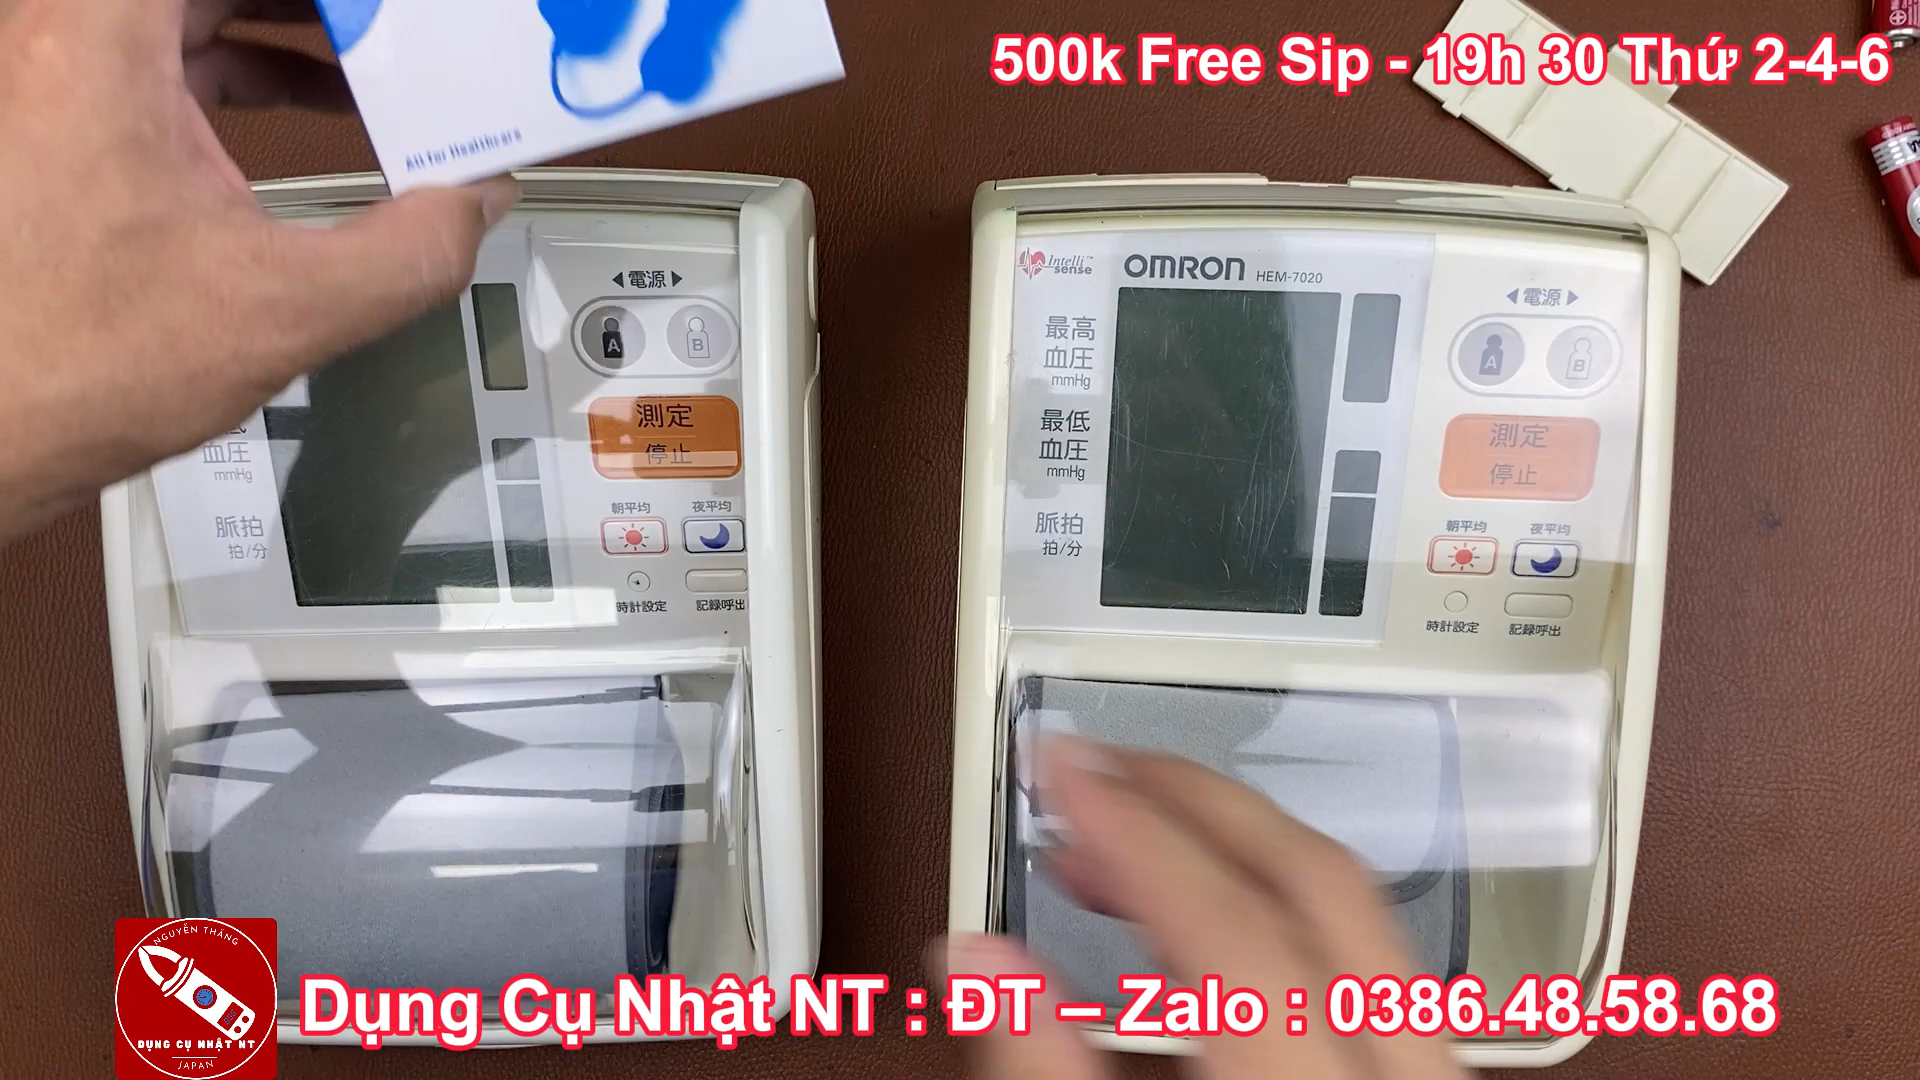 500k Free Sip - 19h 30 Thứ 2-4-6
All for Healthcare
◀電源▶
A
B
測定
停止
血圧
mmHg
朝平均
夜平均
脈拍
拍/分
時計設定
記録呼出
Intelli
sense
OMRON HEM-7020
◀電源▶
A
B
最高
血圧
mmHg
測定
停止
最低
血圧
mmHg
脈拍
拍/分
朝平均
夜平均
時計設定
記録呼出
NGUYỄN THẮNG
DỤNG CỤ NHẬT NT
JAPAN
Dụng Cụ Nhật NT : ĐT – Zalo : 0386.48.58.68